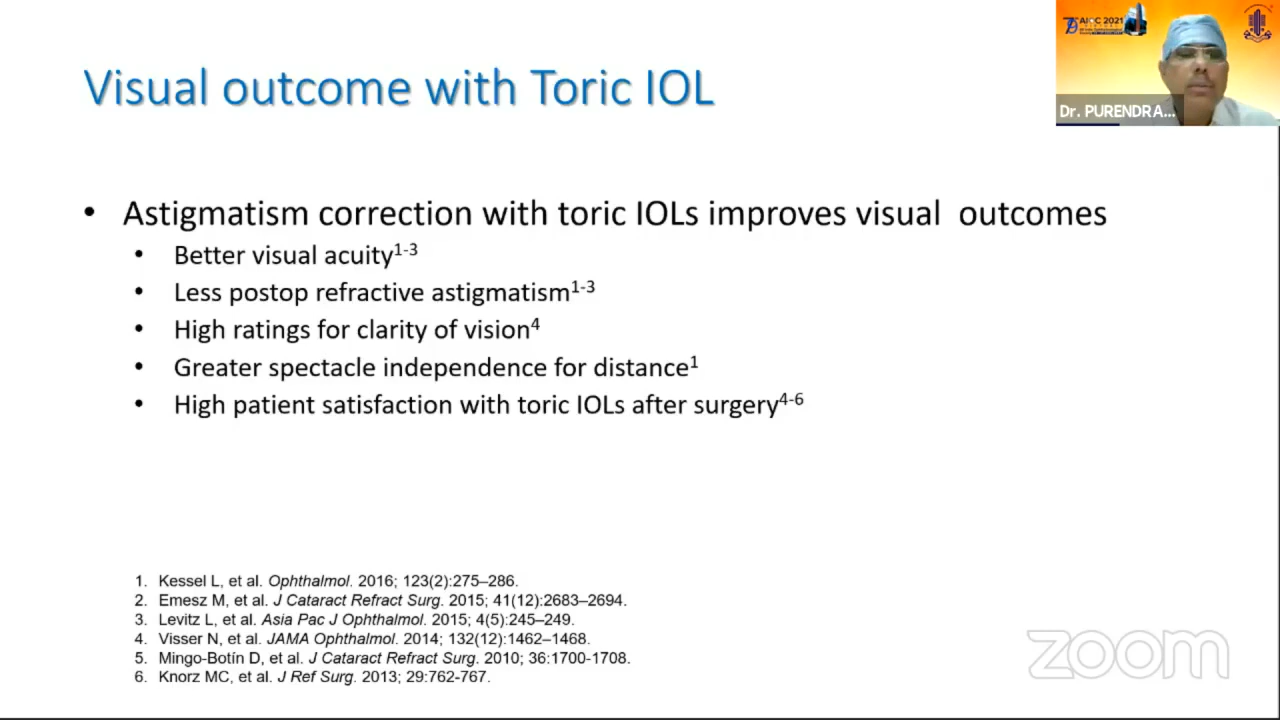 Visual outcome with Toric IOL
AIOC 2021
Dr. PURENDRA...
• Astigmatism correction with toric IOLs improves visual outcomes
• Better visual acuity1-3
• Less postop refractive astigmatism1-3
• High ratings for clarity of vision4
• Greater spectacle independence for distance1
• High patient satisfaction with toric IOLs after surgery4-6
1. Kessel L, et al. Ophthalmol. 2016; 123(2):275–286.
2. Emesz M, et al. J Cataract Refract Surg. 2015; 41(12):2683–2694.
3. Levitz L, et al. Asia Pac J Ophthalmol. 2015; 4(5):245–249.
4. Visser N, et al. JAMA Ophthalmol. 2014; 132(12):1462–1468.
5. Mingo-Botín D, et al. J Cataract Refract Surg. 2010; 36:1700-1708.
6. Knorz MC, et al. J Ref Surg. 2013; 29:762-767.
zoom